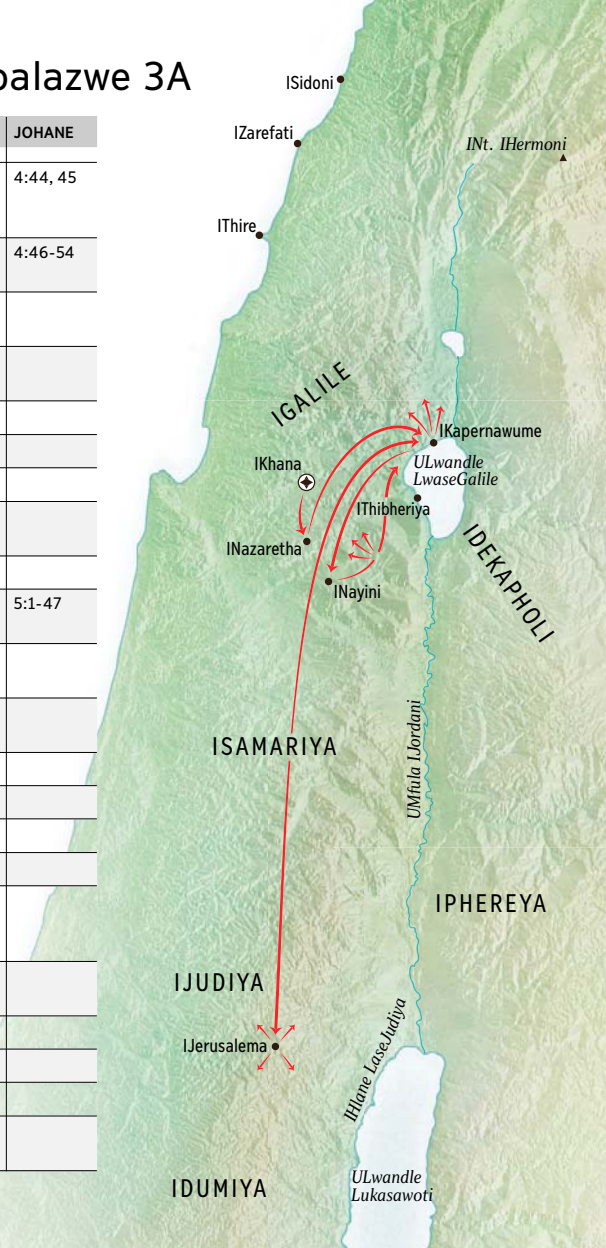 balazwe 3A
JOHANE
4:44, 45
4:46-54
5:1-47
ISidoni
IZarefati
INt. IHermoni
IThire
IGALILE
IKapernawume
IKhana
ULwandle
LwaseGalile
IThibheriya
INazaretha
IDEKAPHOLI
INayini
UMfula IJordani
ISAMARIYA
IPHEREYA
IJUDIYA
IHlane LaseJudiya
IJerusalema
IDUMIYA
ULwandle
Lukasawoti